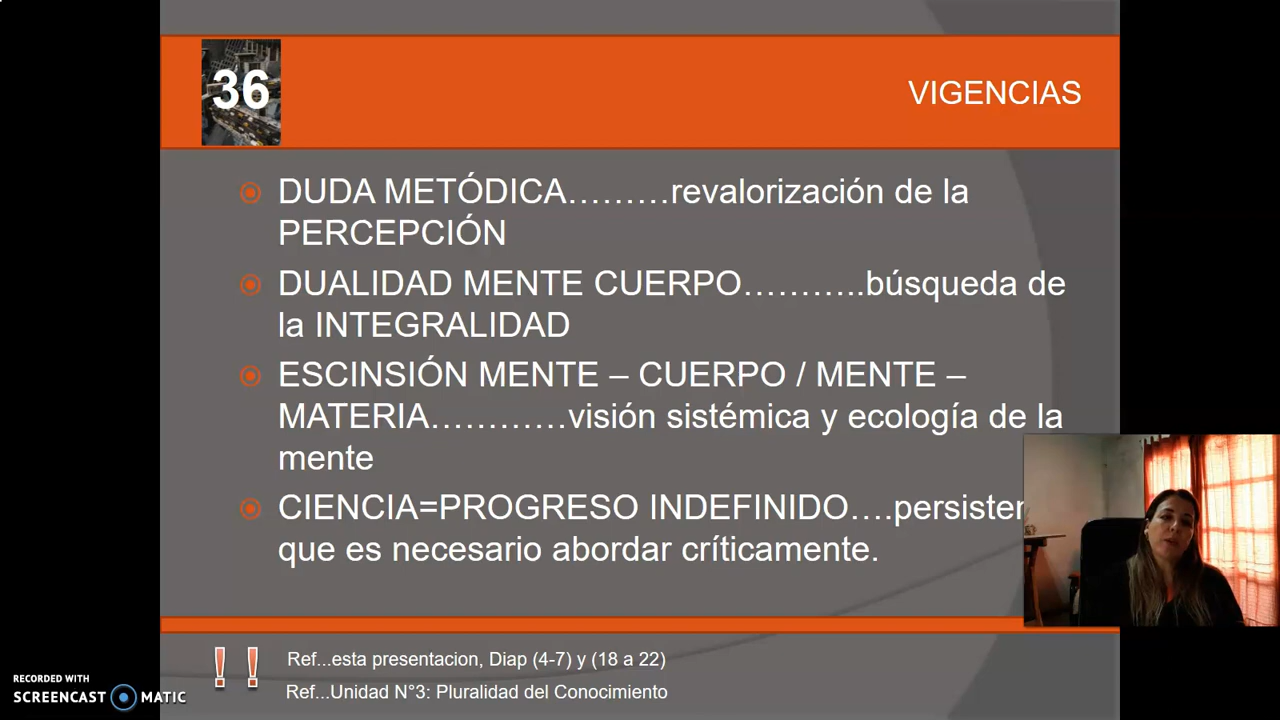 36
VIGENCIAS
DUDA METÓDICA………revalorización de la
PERCEPCIÓN
DUALIDAD MENTE CUERPO………..búsqueda de
la INTEGRALIDAD
ESCINSIÓN MENTE – CUERPO / MENTE –
MATERIA…………visión sistémica y ecología de la
mente
CIENCIA=PROGRESO INDEFINIDO….
que es necesario abordar críticamente.
!!
Ref...esta presentacion, Diap (4-7) y (18 a 22)
Ref...Unidad N°3: Pluralidad del Conocimiento
RECORDED WITH
SCREENCAST MATIC